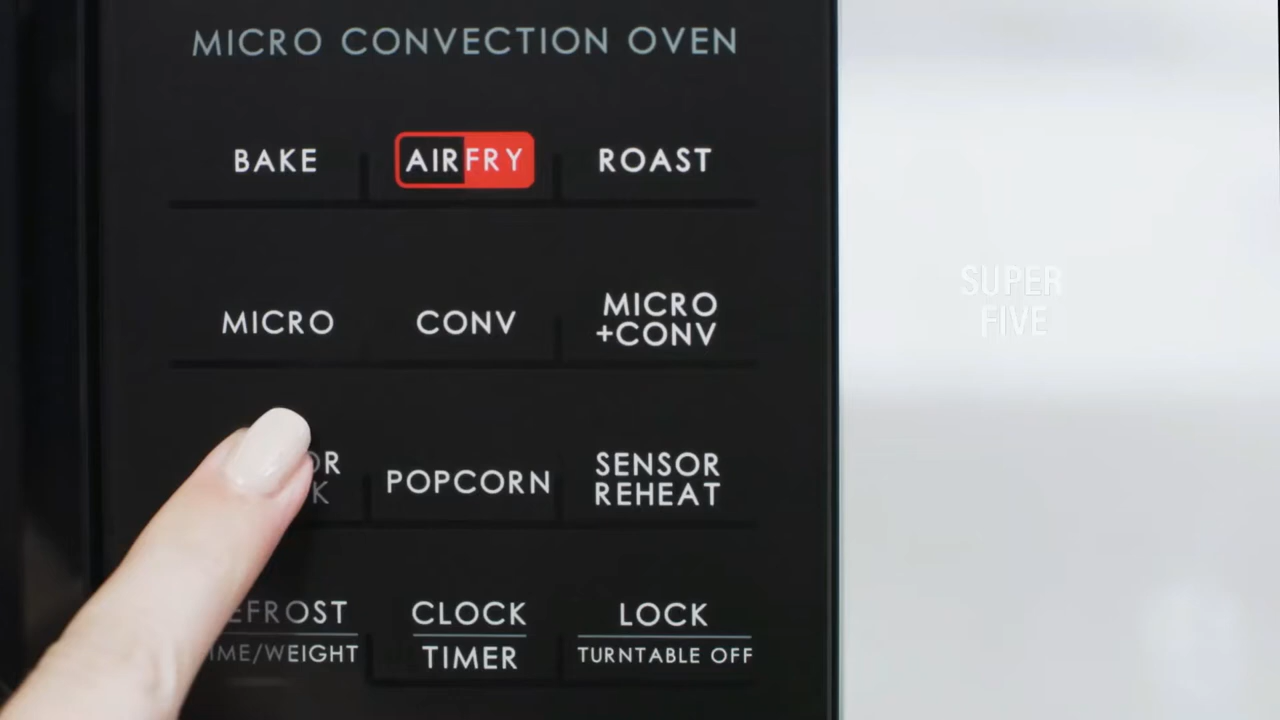 MICRO CONVECTION OVEN
BAKE AIRFRY ROAST
MICRO CONV MICRO
+CONV
POPCORN SENSOR
REHEAT
CLOCK LOCK
TIMER TURNTABLE OFF
SUPER
FIVE